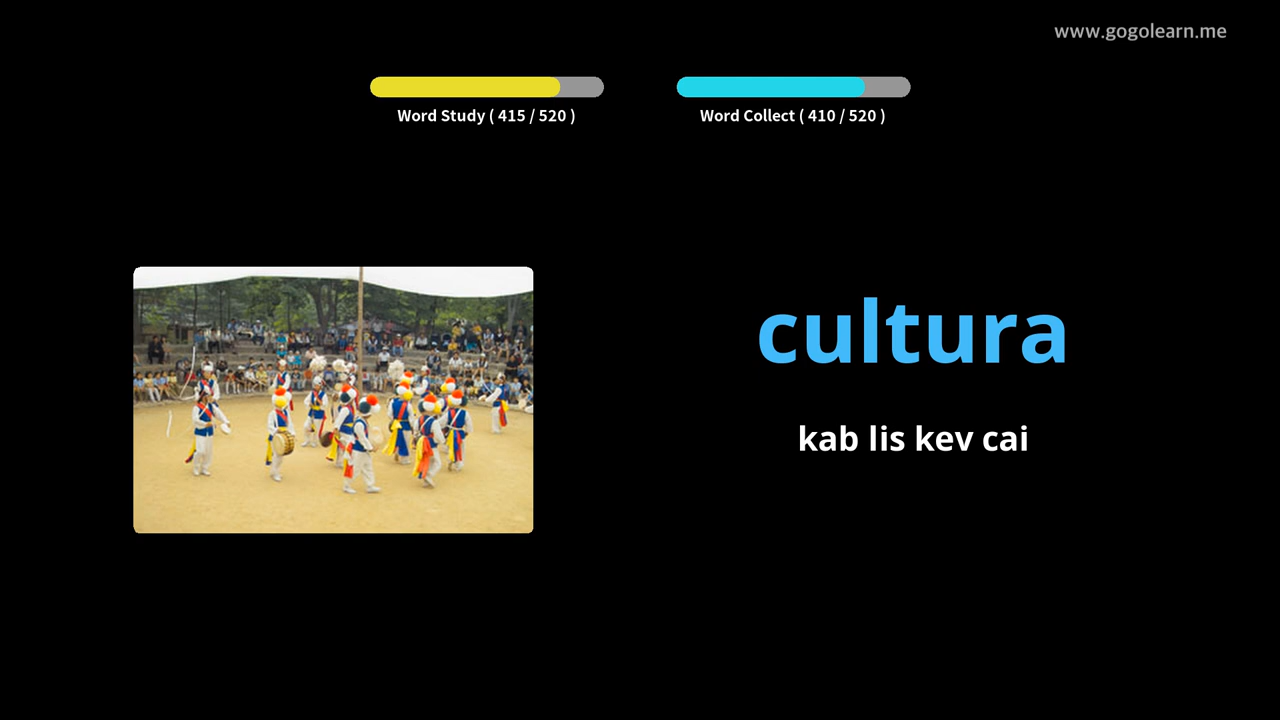 www.gogolearn.me
Word Study ( 415 / 520 )
Word Collect ( 410 / 520 )
cultura
kab lis kev cai